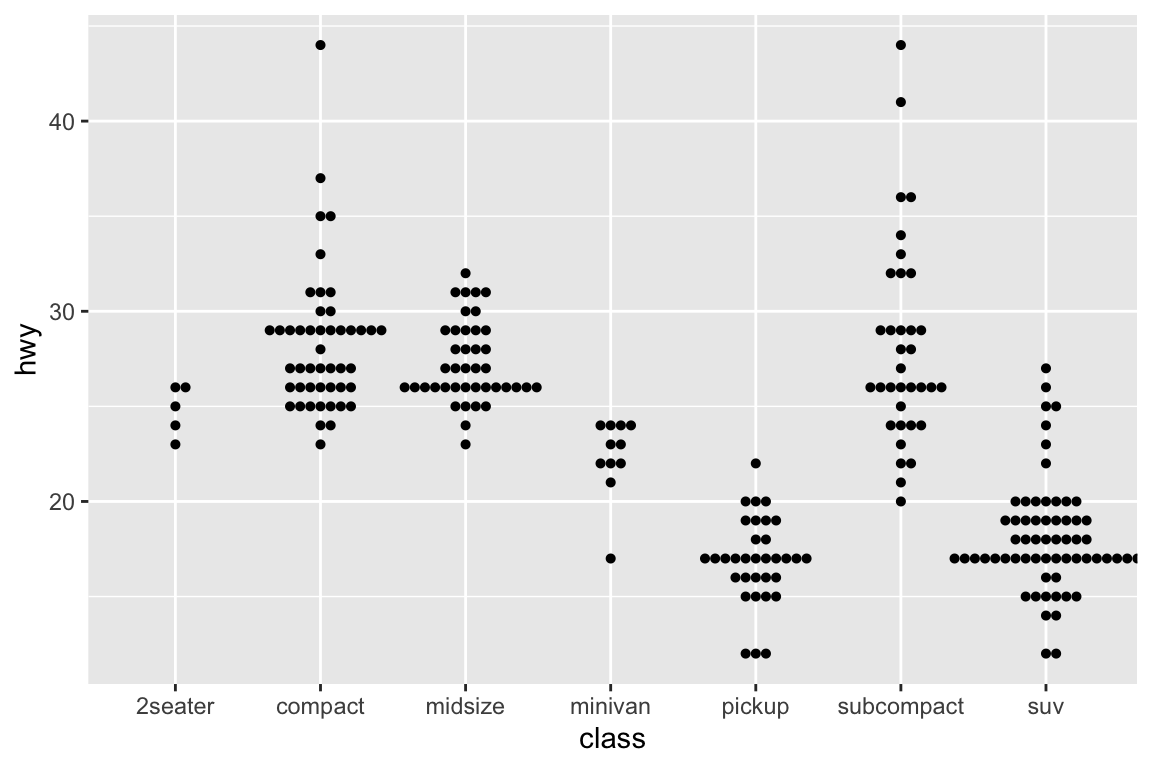 hwy
40
30
20
2seater compact midsize minivan pickup subcompact suv
class